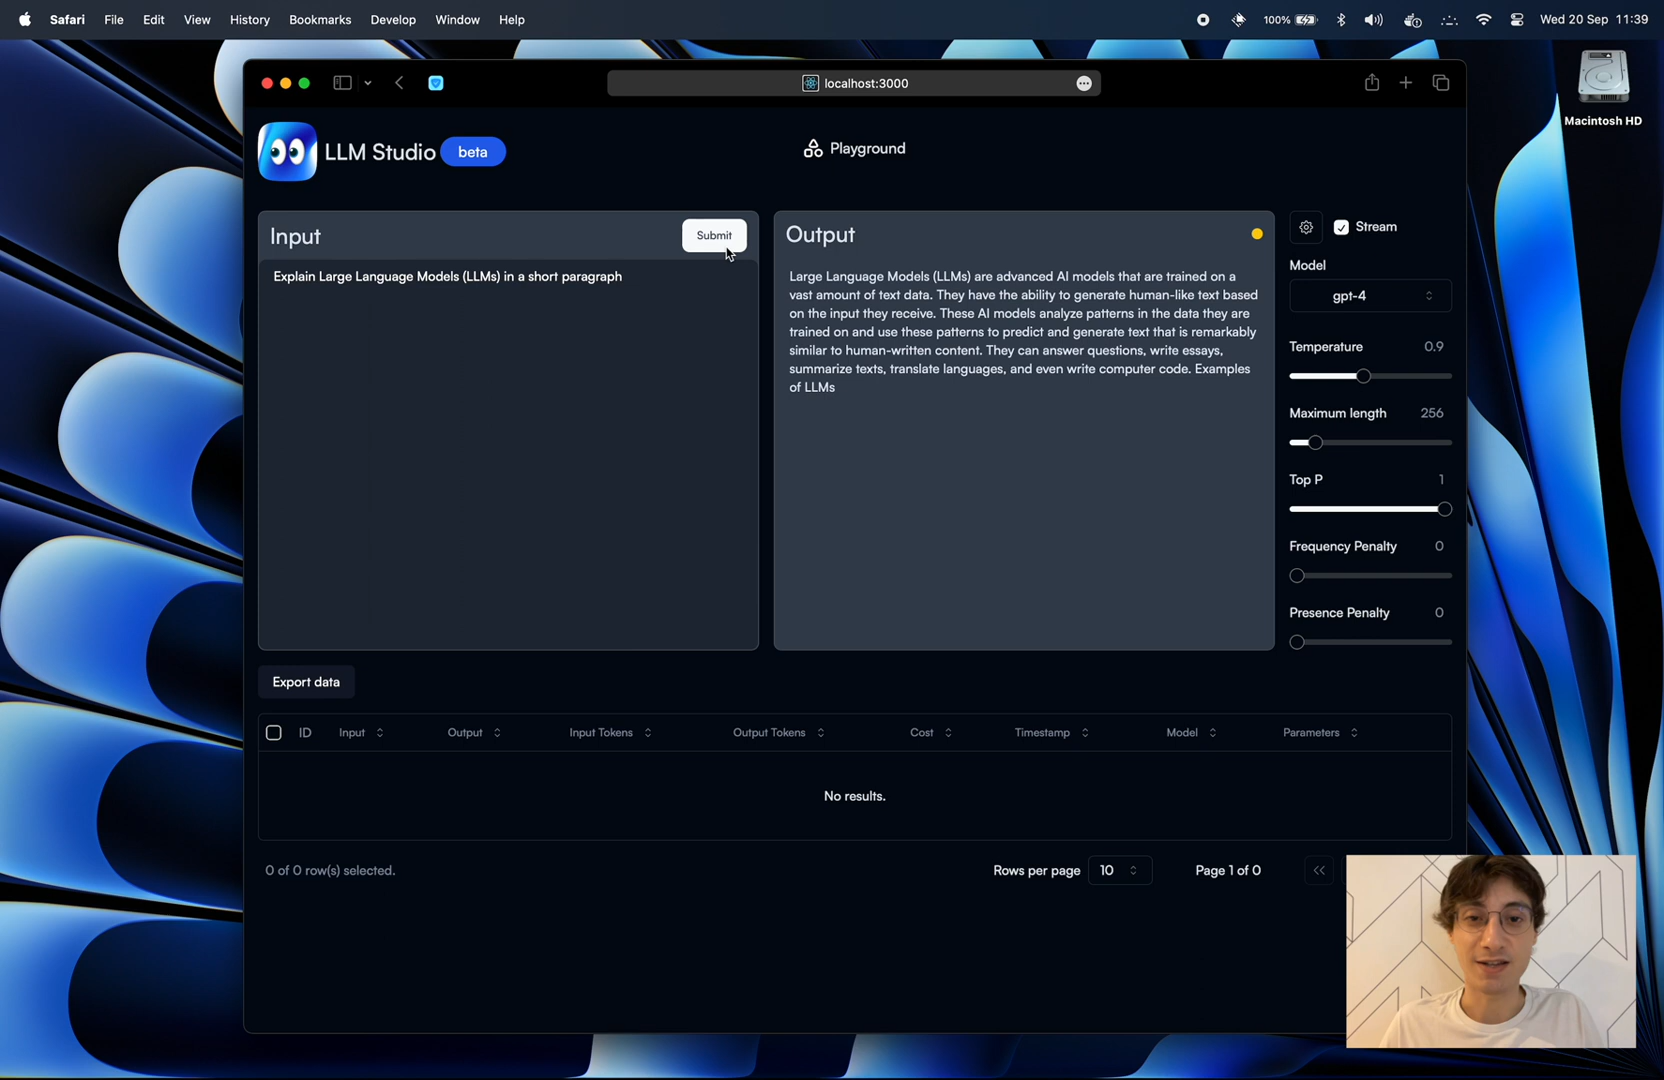 Safari File Edit View History Bookmarks Develop Window Help 100% Wed 20 Sep 11:39
localhost:3000
Macintosh HD
LLM Studio beta
Playground
Input
Submit
Explain Large Language Models (LLMs) in a short paragraph
Output
Large Language Models (LLMs) are advanced AI models that are trained on a
vast amount of text data. They have the ability to generate human-like text based
on the input they receive. These AI models analyze patterns in the data they are
trained on and use these patterns to predict and generate text that is remarkably
similar to human-written content. They can answer questions, write essays,
summarize texts, translate languages, and even write computer code. Examples
of LLMs
Stream
Model
gpt-4
Temperature 0.9
Maximum length 256
Top P 1
Frequency Penalty 0
Presence Penalty 0
Export data
ID Input Output Input Tokens Output Tokens Cost Timestamp Model Parameters
No results.
0 of 0 row(s) selected.
Rows per page 10 Page 1 of 0